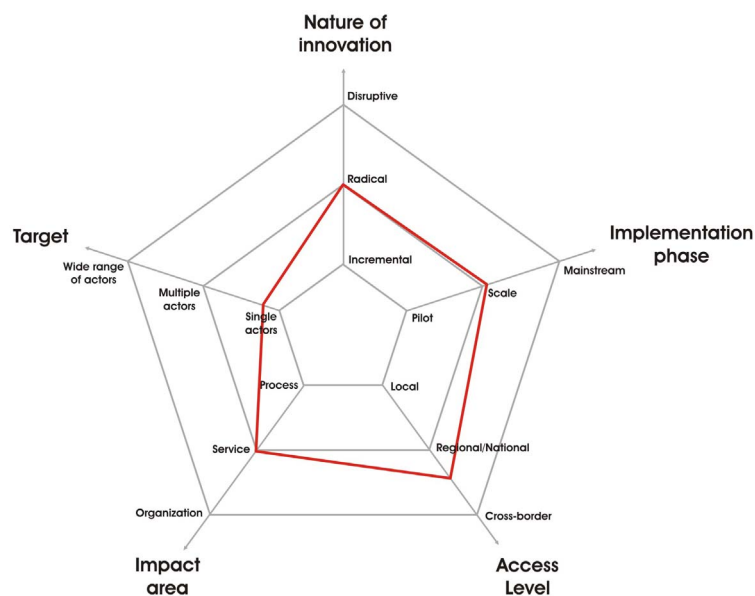 Nature of
innovation
Disruptive
Radical
Target
Implementation
phase
Wide range
of actors
Incremental
Mainstream
Multiple
actors
Scale
Single
actors
Pilot
Process
Local
Service
Regional/National
Organization
Cross-border
Impact
area
Access
Level